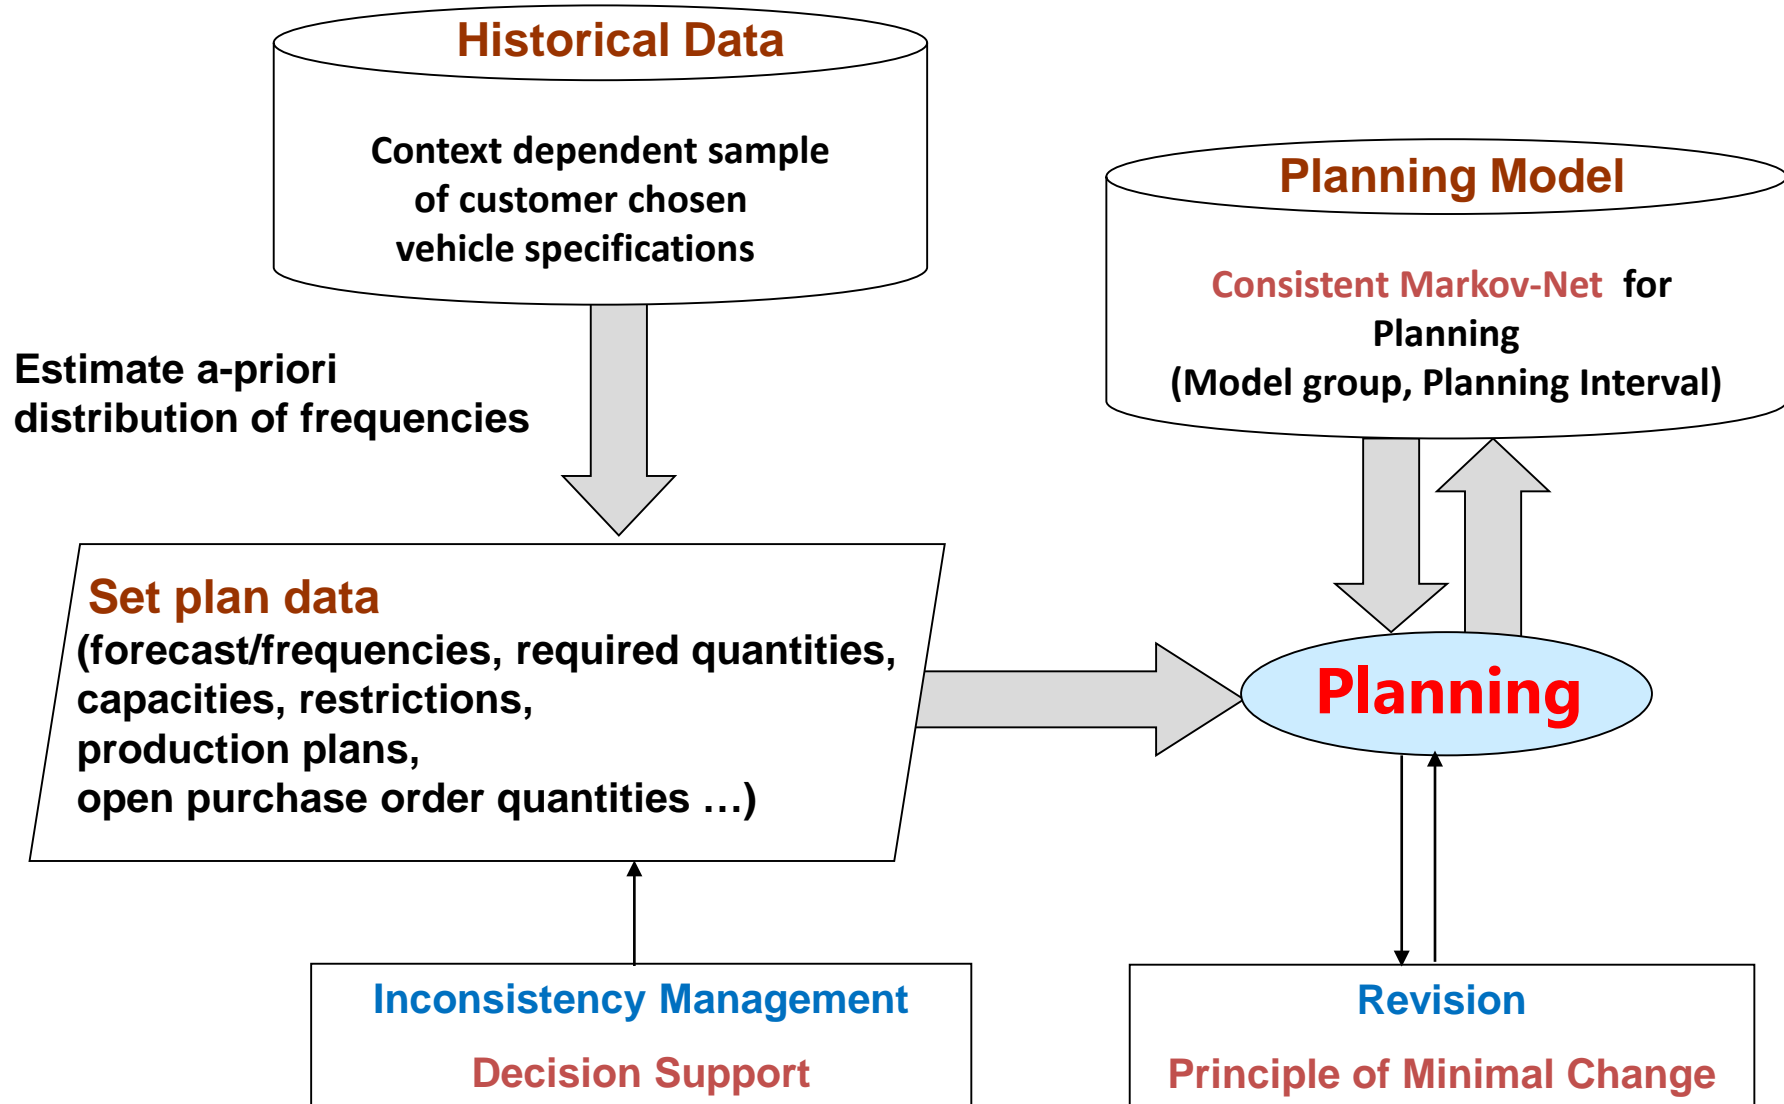 Historical Data
Context dependent sample
of customer chosen
vehicle specifications
Planning Model
Consistent Markov-Net for
Planning
(Model group, Planning Interval)
Estimate a-priori
distribution of frequencies
Set plan data
(forecast/frequencies, required quantities,
capacities, restrictions,
production plans,
open purchase order quantities …)
Planning
Inconsistency Management
Decision Support
Revision
Principle of Minimal Change